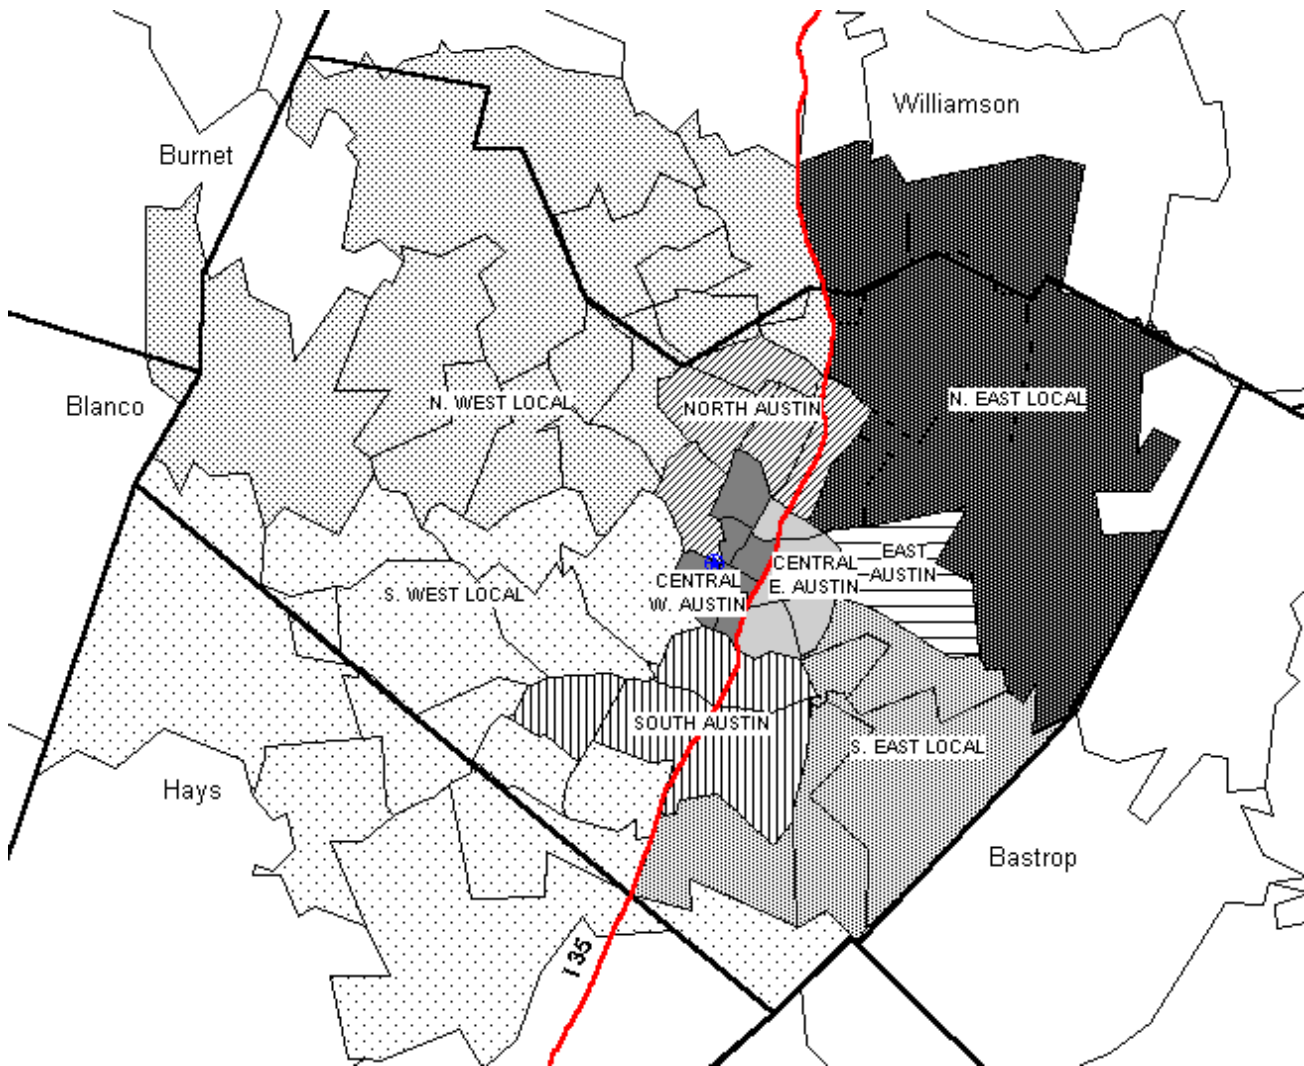 Williamson
Burnet
Blanco
N. WEST LOCAL
NORTH AUSTIN
N. EAST LOCAL
EAST
AUSTIN
CENTRAL
E. AUSTIN
CENTRAL
W. AUSTIN
S. WEST LOCAL
SOUTH AUSTIN
S. EAST LOCAL
Hays
Bastrop
I 35